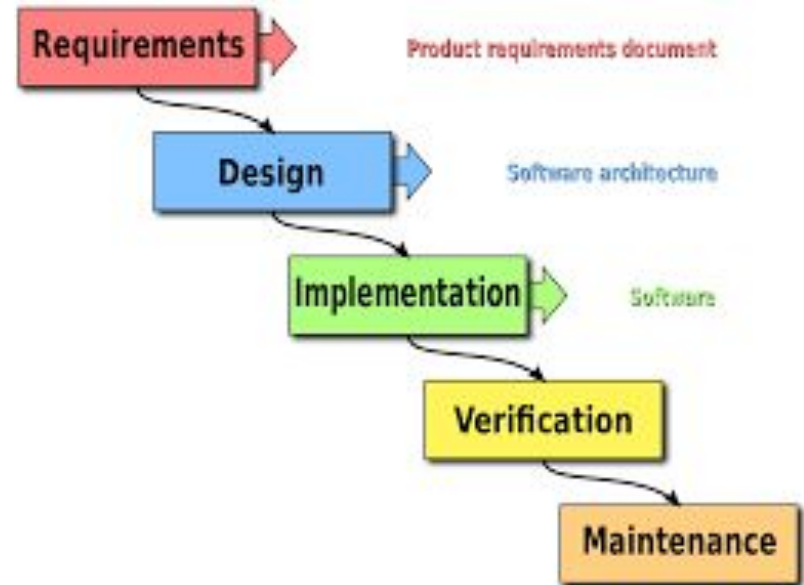 Requirements
Product requirements document
Design
Software architecture
Implementation
Software
Verification
Maintenance